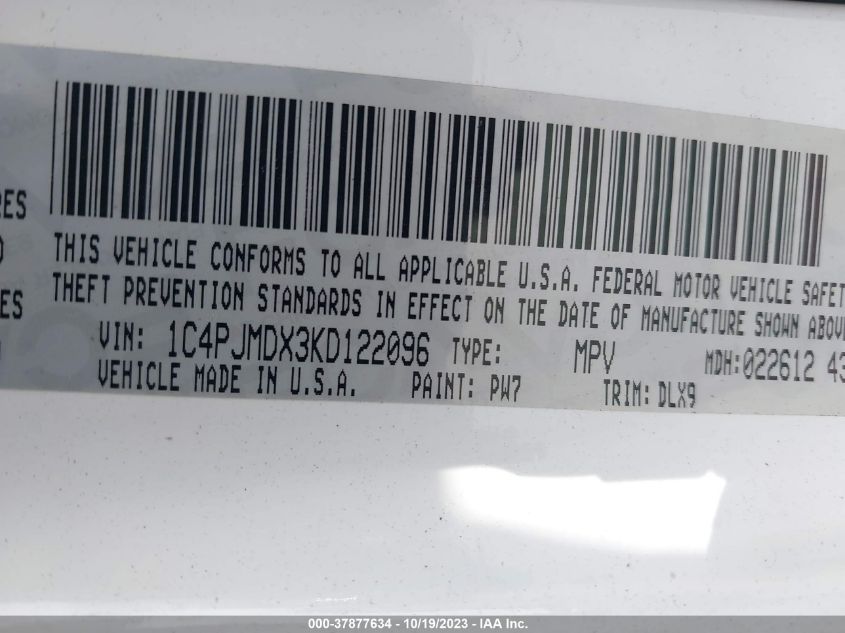 RES
THIS VEHICLE CONFORMS TO ALL APPLICABLE U.S.A. FEDERAL MOTOR VEHICLE SAFET
THEFT PREVENTION STANDARDS IN EFFECT ON THE DATE OF MANUFACTURE SHOWN ABOV
ES
VIN: 1C4PJMDX3KD122096 TYPE: MPV MDH:022612 43
VEHICLE MADE IN U.S.A. PAINT: PW7 TRIM: DLX9
000-37877634 - 10/19/2023 - IAA Inc.